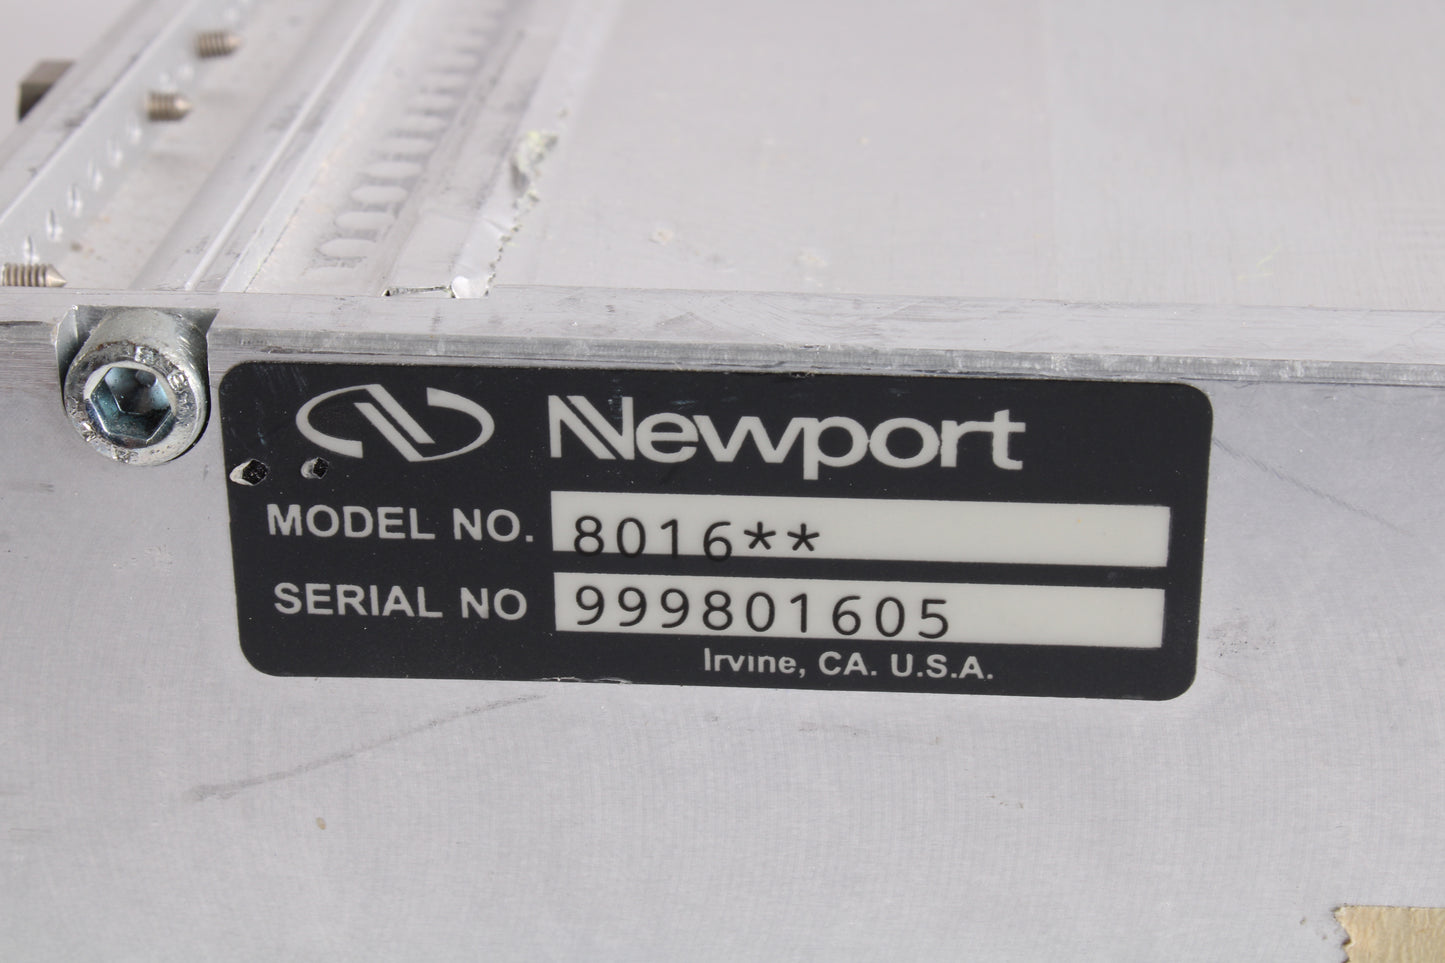 Newport
MODEL NO. 8016**
SERIAL NO 999801605
Irvine, CA. U.S.A.